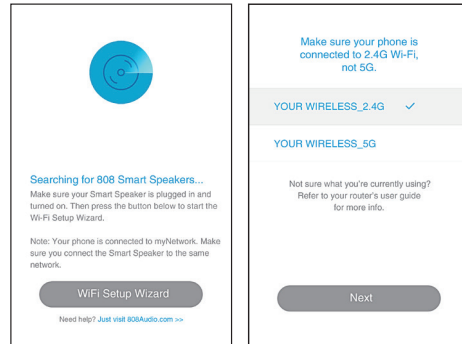 Searching for 808 Smart Speakers...
Make sure your Smart Speaker is plugged in and
turned on. Then press the button below to start the
Wi-Fi Setup Wizard.
Note: Your phone is connected to myNetwork. Make
sure you connect the Smart Speaker to the same
network.
WiFi Setup Wizard
Need help? Just visit 808Audio.com >>
Make sure your phone is
connected to 2.4G Wi-Fi,
not 5G.
YOUR WIRELESS_2.4G
YOUR WIRELESS_5G
Not sure what you're currently using?
Refer to your router's user guide
for more info.
Next